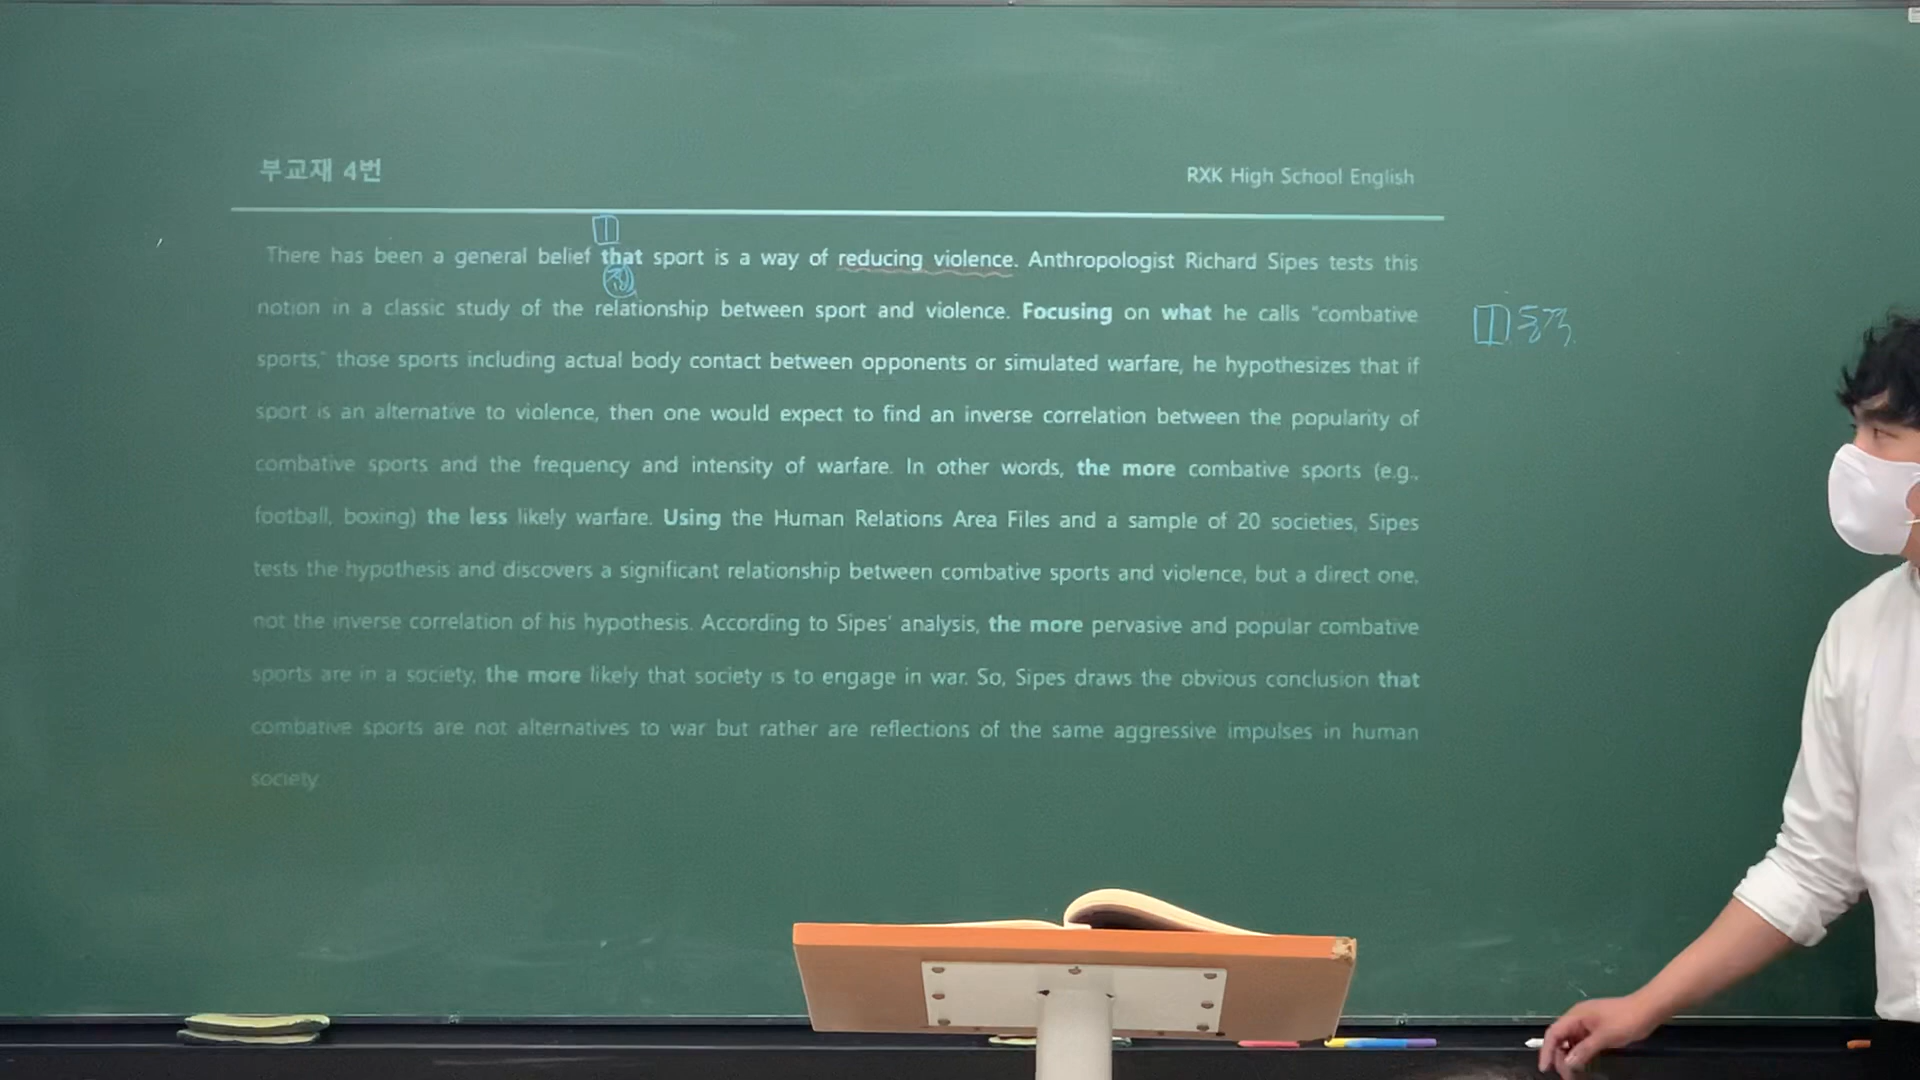 부교재 4번
RXK High School English
1
There has been a general belief that sport is a way of reducing violence. Anthropologist Richard Sipes tests this
notion in a classic study of the relationship between sport and violence. Focusing on what he calls "combative
1 동격
sports," those sports including actual body contact between opponents or simulated warfare, he hypothesizes that if
sport is an alternative to violence, then one would expect to find an inverse correlation between the popularity of
combative sports and the frequency and intensity of warfare. In other words, the more combative sports (e.g.,
football, boxing) the less likely warfare. Using the Human Relations Area Files and a sample of 20 societies, Sipes
tests the hypothesis and discovers a significant relationship between combative sports and violence, but a direct one,
not the inverse correlation of his hypothesis. According to Sipes' analysis, the more pervasive and popular combative
sports are in a society, the more likely that society is to engage in war. So, Sipes draws the obvious conclusion that
combative sports are not alternatives to war but rather are reflections of the same aggressive impulses in human
society.